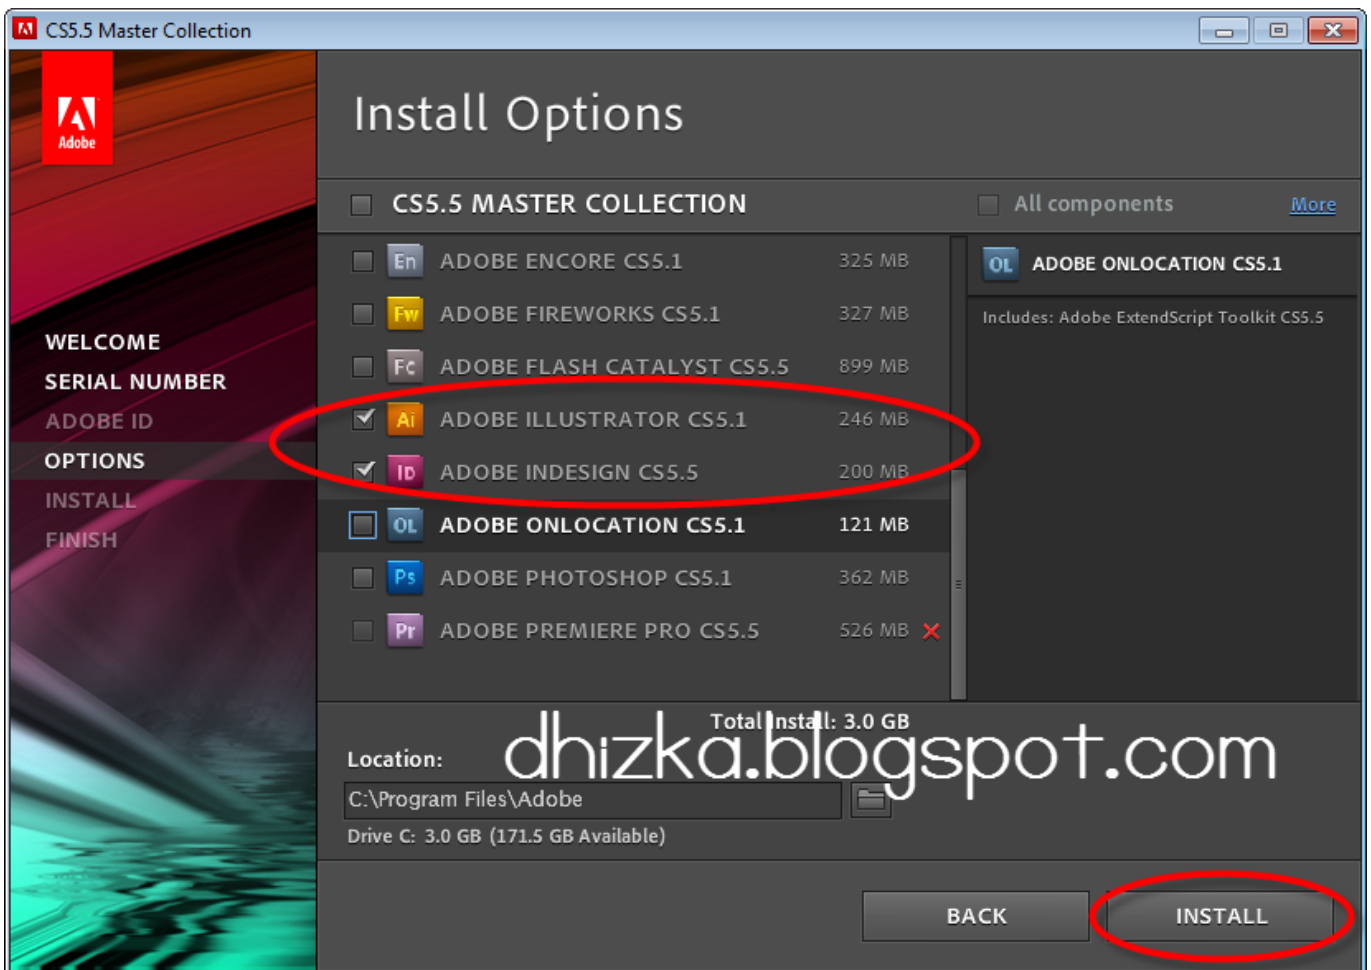 CS5.5 Master Collection
Adobe
Install Options
CS5.5 MASTER COLLECTION
All components
More
En ADOBE ENCORE CS5.1 325 MB
Fw ADOBE FIREWORKS CS5.1 327 MB
Fc ADOBE FLASH CATALYST CS5.5 899 MB
Ai ADOBE ILLUSTRATOR CS5.1 246 MB
ID ADOBE INDESIGN CS5.5 200 MB
OL ADOBE ONLOCATION CS5.1 121 MB
Ps ADOBE PHOTOSHOP CS5.1 362 MB
Pr ADOBE PREMIERE PRO CS5.5 526 MB
OL ADOBE ONLOCATION CS5.1
Includes: Adobe ExtendScript Toolkit CS5.5
WELCOME
SERIAL NUMBER
ADOBE ID
OPTIONS
INSTALL
FINISH
Total Install: 3.0 GB
dhizka.blogspot.com
Location:
C:\Program Files\Adobe
Drive C: 3.0 GB (171.5 GB Available)
BACK
INSTALL